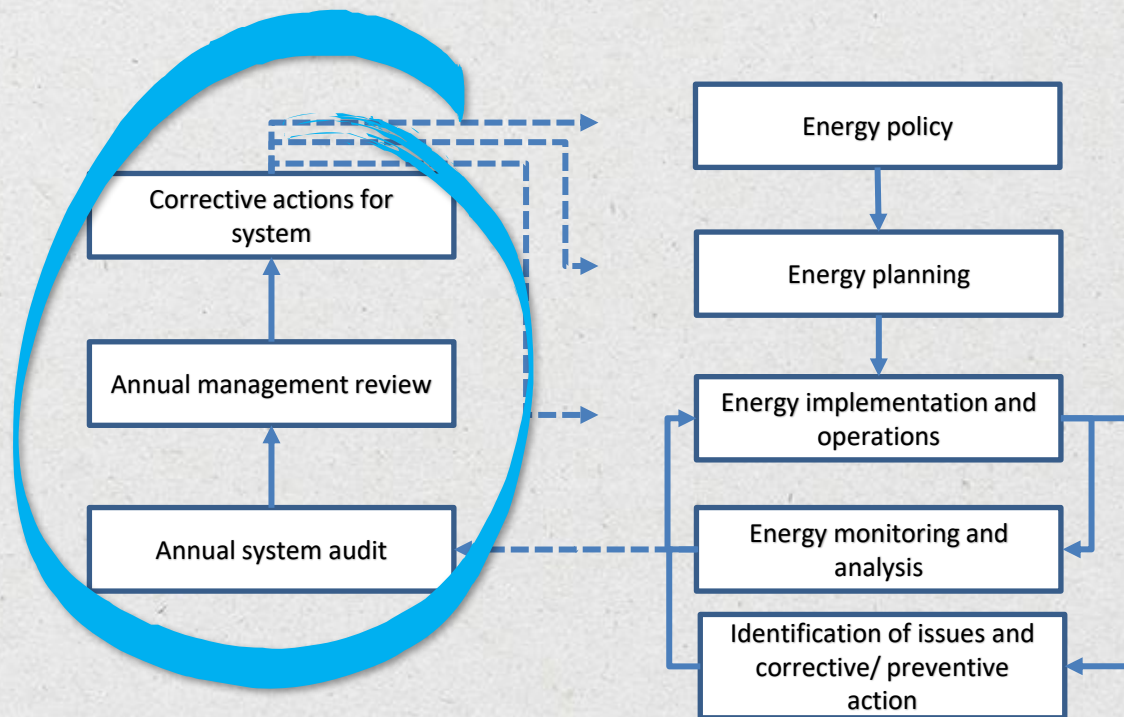 Corrective actions for
system
Annual management review
Annual system audit
Energy policy
Energy planning
Energy implementation and
operations
Energy monitoring and
analysis
Identification of issues and
corrective/ preventive
action